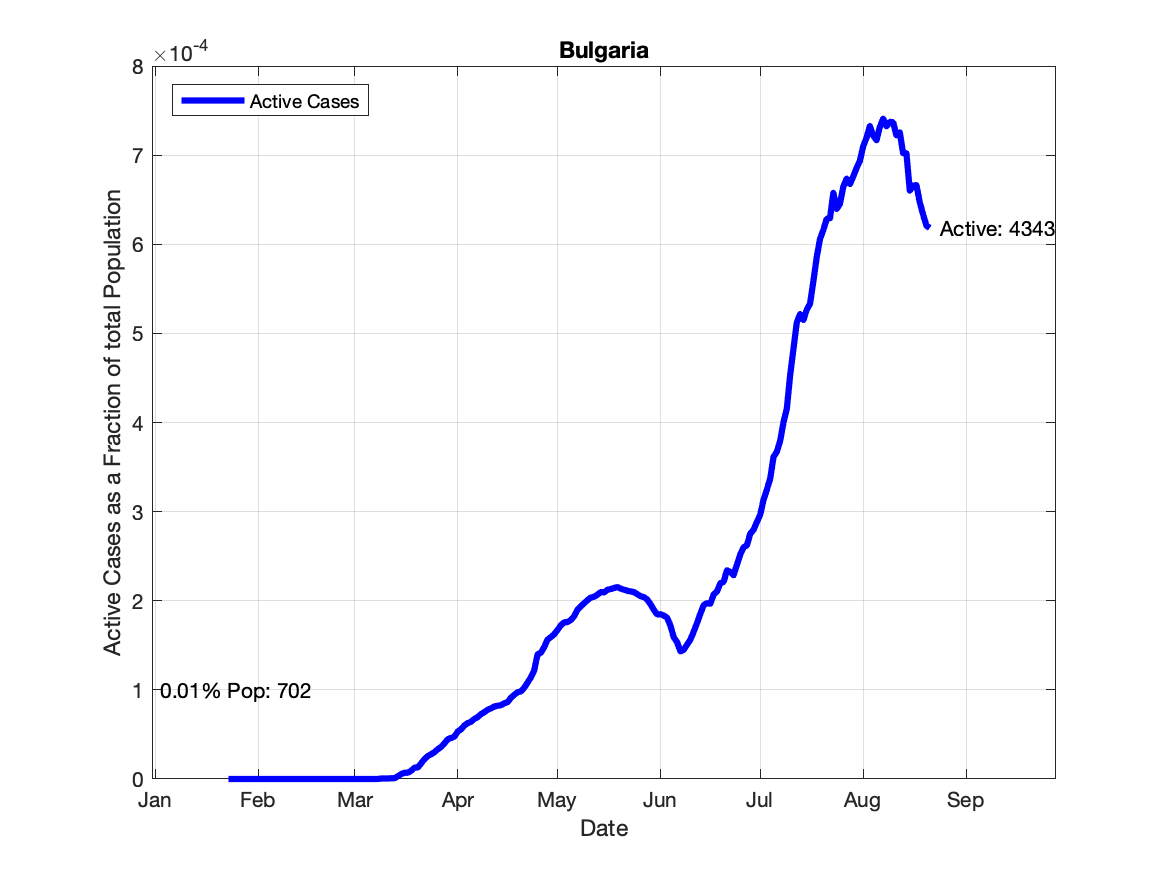 Bulgaria
×10-4
Active Cases
8
7
6
5
4
3
2
1
0
Active Cases as a Fraction of total Population
Active: 4343
0.01% Pop: 702
Jan Feb Mar Apr May Jun Jul Aug Sep
Date